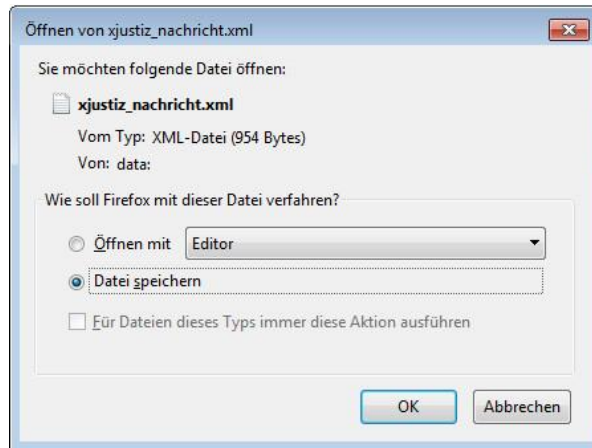 Öffnen von xjustiz_nachricht.xml
Sie möchten folgende Datei öffnen:
xjustiz_nachricht.xml
Vom Typ: XML-Datei (954 Bytes)
Von: data:
Wie soll Firefox mit dieser Datei verfahren?
Öffnen mit Editor
Datei speichern
Für Dateien dieses Typs immer diese Aktion ausführen
OK Abbrechen